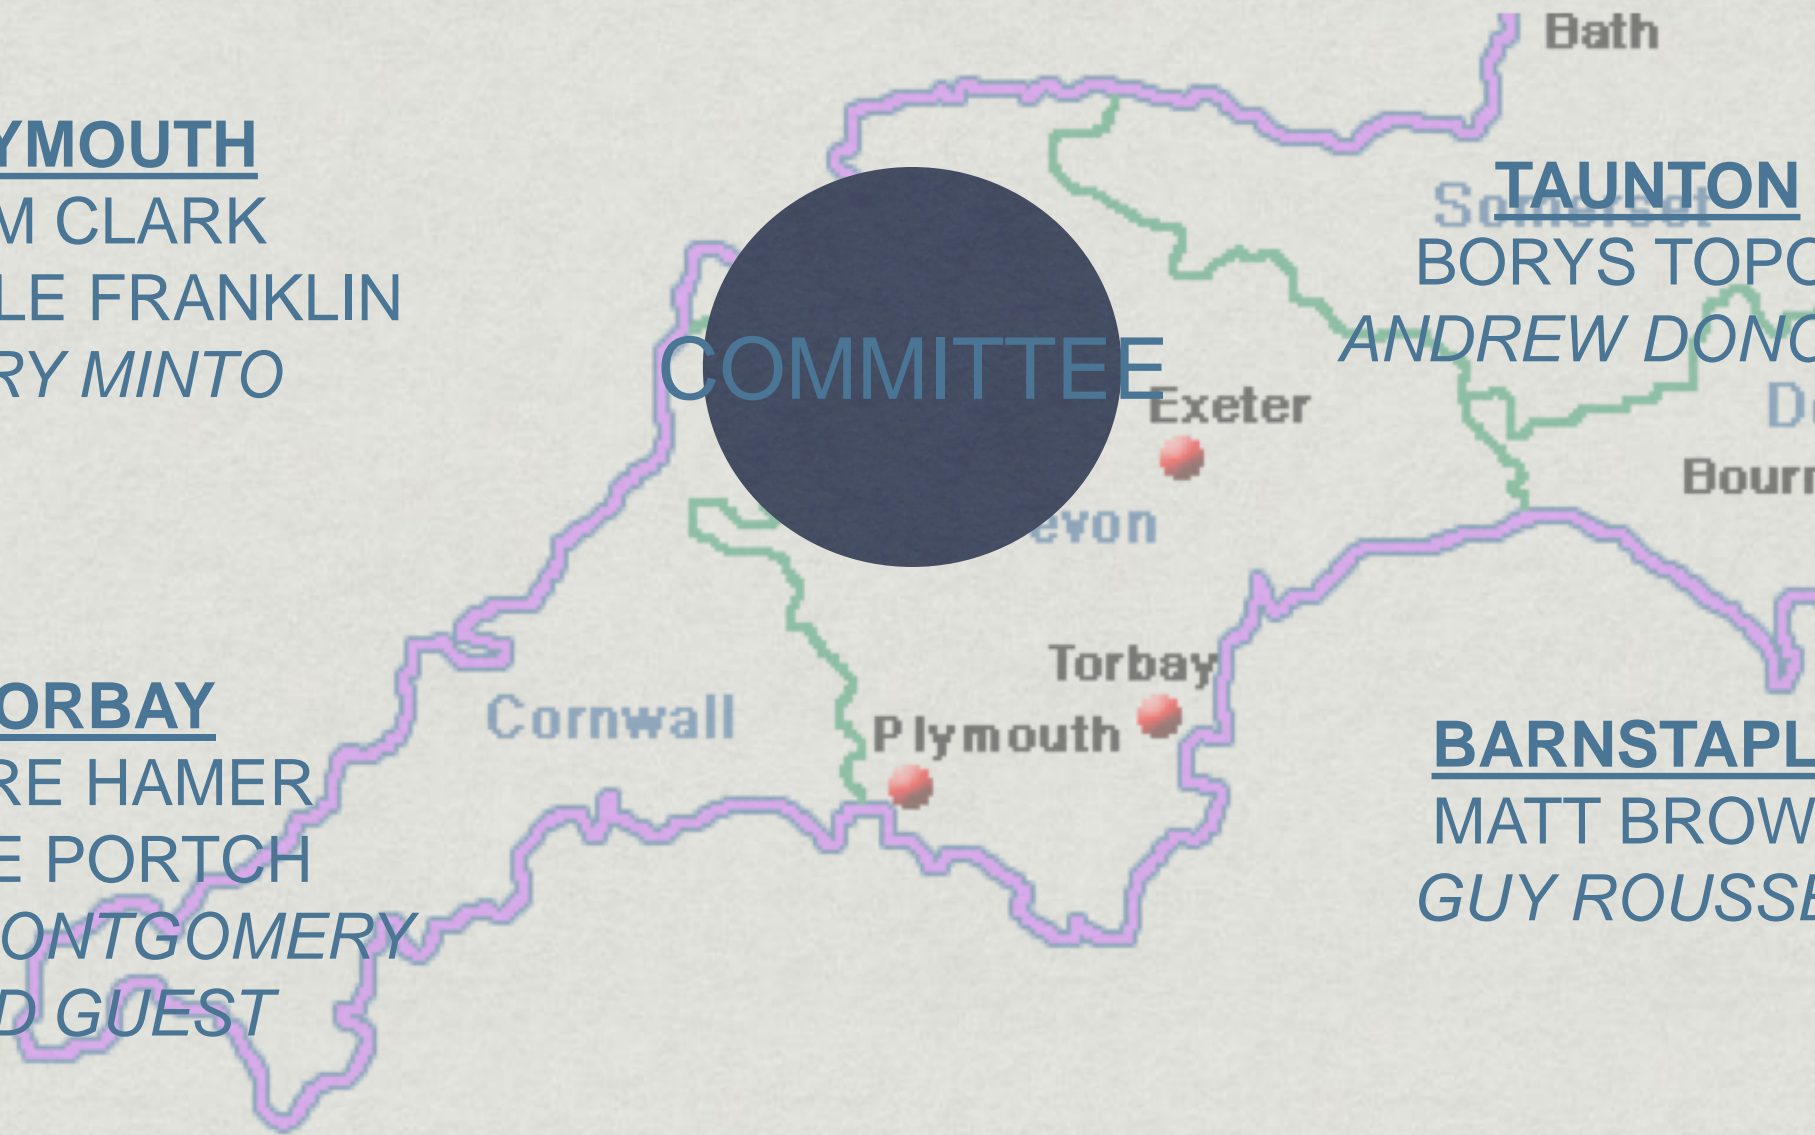 Bath
YMOUTH
M CLARK
LE FRANKLIN
RY MINTO
TAUNTON
Somerset
BORYS TOPO
ANDREW DONO
COMMITTEE
Exeter
Bourn
evon
Torbay
Cornwall
Plymouth
ORBAY
RE HAMER
E PORTCH
ONTGOMERY
D GUEST
BARNSTAPL
MATT BROW
GUY ROUSSE